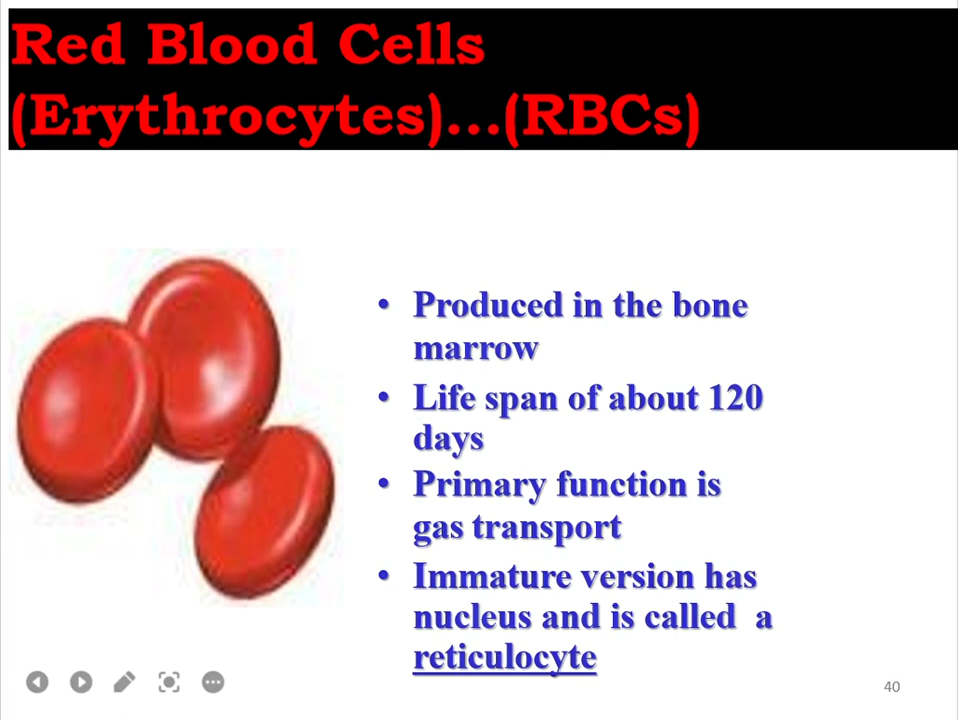 Red Blood Cells
(Erythrocytes)...(RBCs)
• Produced in the bone
marrow
• Life span of about 120
days
• Primary function is
gas transport
• Immature version has
nucleus and is called a
reticulocyte
40